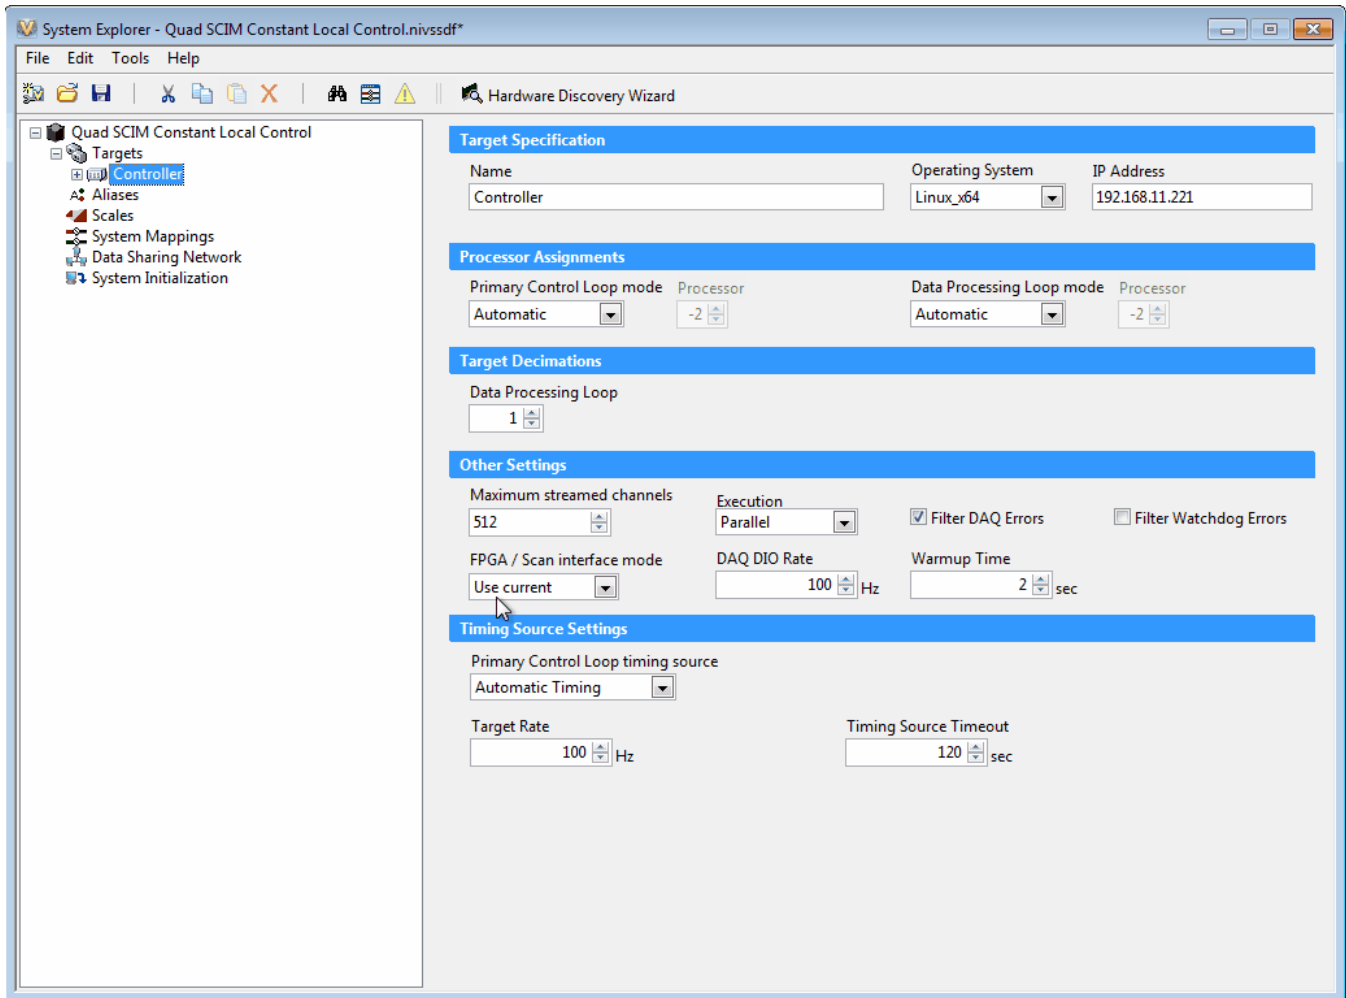 System Explorer - Quad SCIM Constant Local Control.nivssdf*
File Edit Tools Help
Hardware Discovery Wizard
Quad SCIM Constant Local Control
Targets
Controller
Aliases
Scales
System Mappings
Data Sharing Network
System Initialization
Target Specification
Name Operating System IP Address
Controller Linux_x64 192.168.11.221
Processor Assignments
Primary Control Loop mode Processor Data Processing Loop mode Processor
Automatic -2 Automatic -2
Target Decimations
Data Processing Loop
1
Other Settings
Maximum streamed channels Execution
512 Parallel Filter DAQ Errors Filter Watchdog Errors
FPGA / Scan interface mode DAQ DIO Rate Warmup Time
Use current 100 Hz 2 sec
Timing Source Settings
Primary Control Loop timing source
Automatic Timing
Target Rate Timing Source Timeout
100 Hz 120 sec